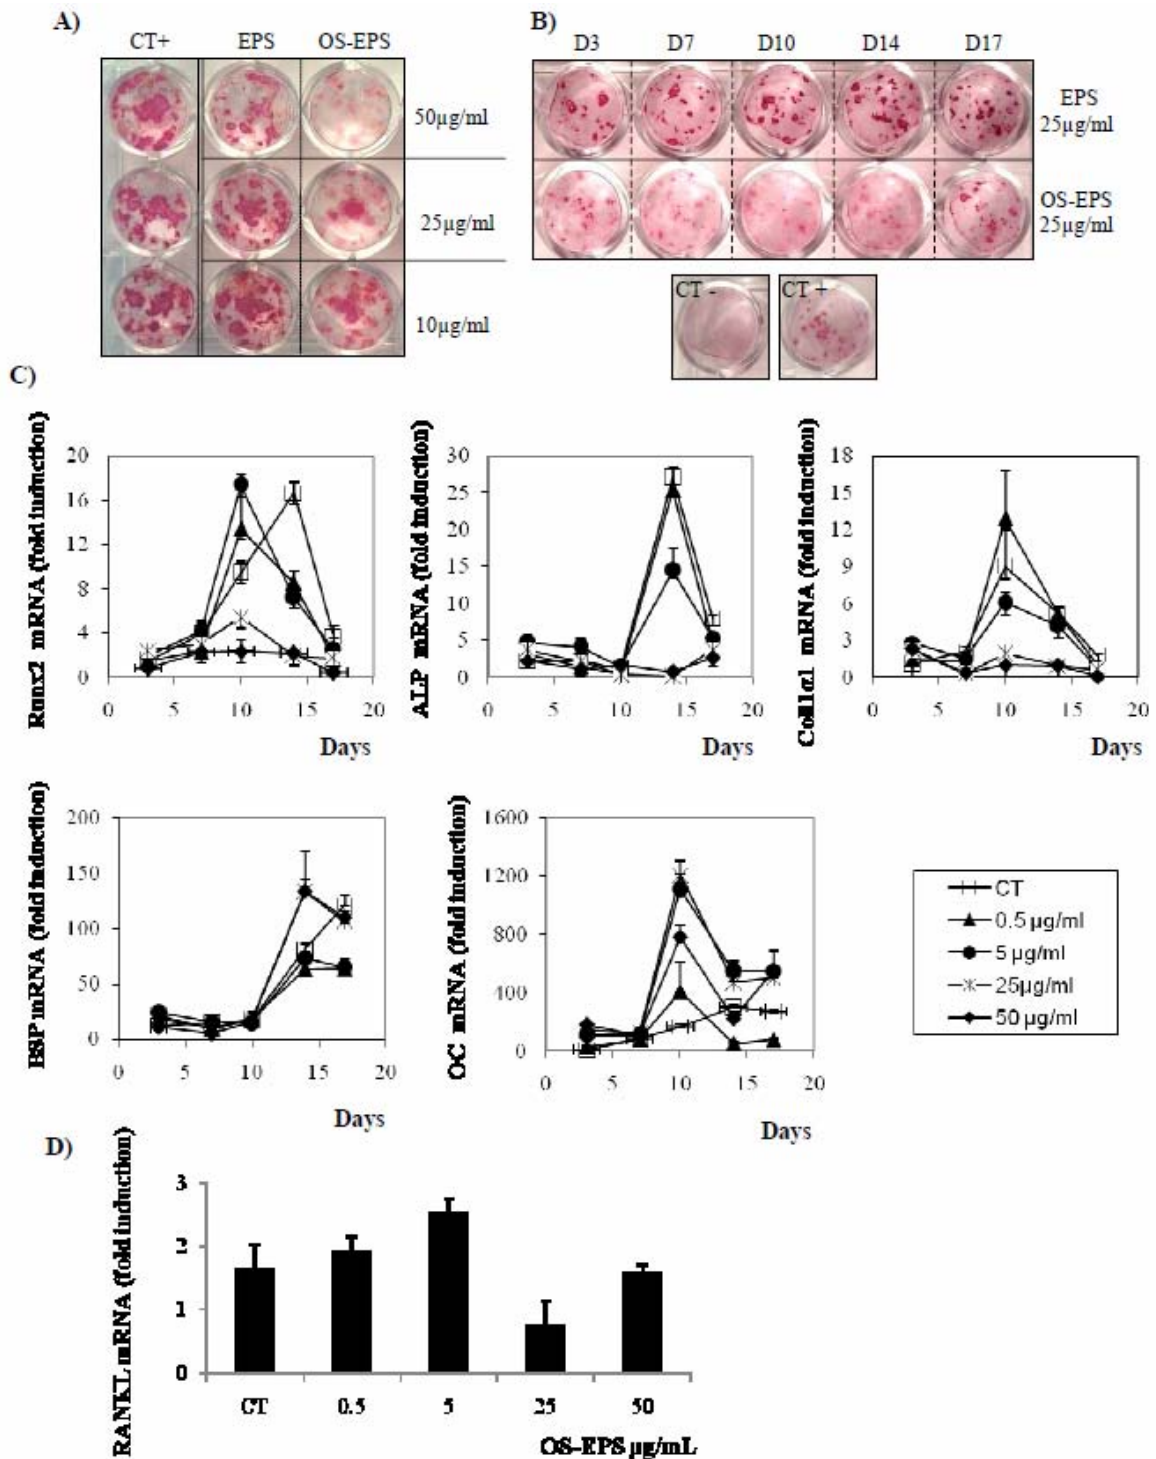 A)
CT+ EPS OS-EPS
50µg/ml
25µg/ml
10µg/ml
B)
D3 D7 D10 D14 D17
EPS
25µg/ml
OS-EPS
25µg/ml
CT - CT +
C)
Runx2 mRNA (fold induction)
20
16
12
8
4
0
0 5 10 15 20
Days
ALP mRNA (fold induction)
30
25
20
15
10
5
0
0 5 10 15 20
Days
Coll1α1 mRNA (fold induction)
18
15
12
9
6
3
0
0 5 10 15 20
Days
BSP mRNA (fold induction)
200
150
100
50
0
0 5 10 15 20
Days
OC mRNA (fold induction)
1600
1200
800
400
0
0 5 10 15 20
Days
CT
0.5 µg/ml
5 µg/ml
25µg/ml
50 µg/ml
D)
RANKL mRNA (fold induction)
3
2
1
0
CT 0.5 5 25 50
OS-EPS µg/mL